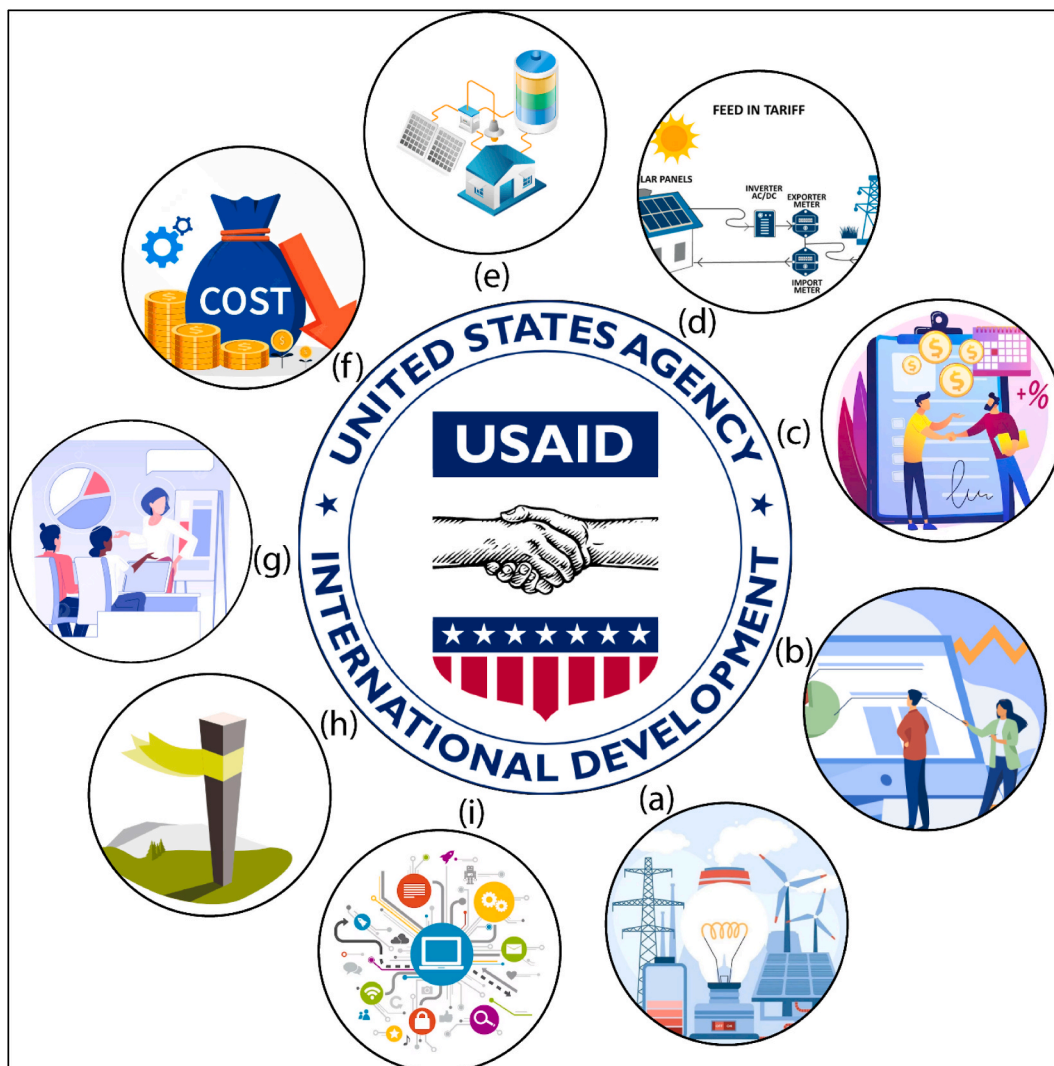 (e)
FEED IN TARIFF
LAR PANELS
INVERTER
AC/DC
EXPORTER
METER
IMPORT
METER
(d)
COST
(f)
UNITED STATES AGENCY
INTERNATIONAL DEVELOPMENT
USAID
+%
(c)
(g)
(b)
(h)
(i)
(a)